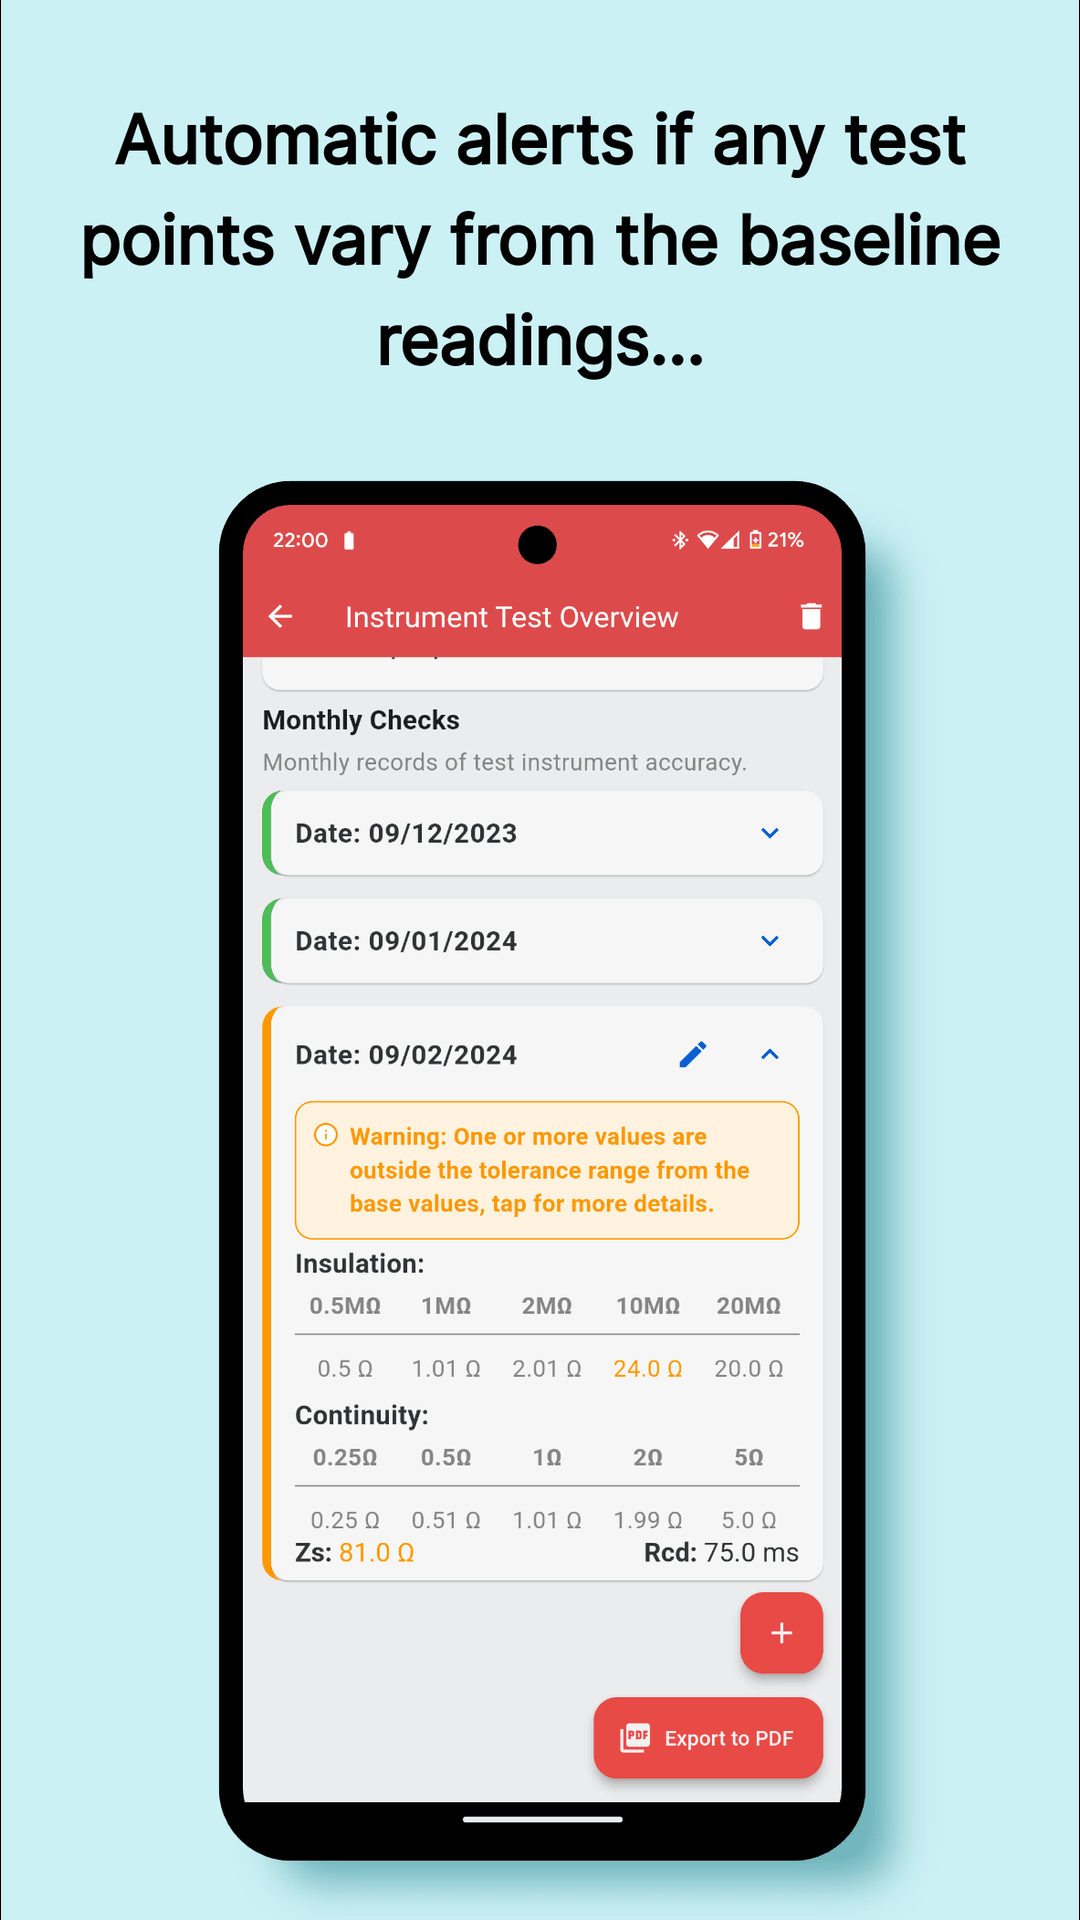 Automatic alerts if any test
points vary from the baseline
readings...
22:00 21%
Instrument Test Overview
Monthly Checks
Monthly records of test instrument accuracy.
Date: 09/12/2023
Date: 09/01/2024
Date: 09/02/2024
Warning: One or more values are
outside the tolerance range from the
base values, tap for more details.
Insulation:
0.5MΩ 1MΩ 2MΩ 10MΩ 20MΩ
0.5 Ω 1.01 Ω 2.01 Ω 24.0 Ω 20.0 Ω
Continuity:
0.25Ω 0.5Ω 1Ω 2Ω 5Ω
0.25 Ω 0.51 Ω 1.01 Ω 1.99 Ω 5.0 Ω
Zs: 81.0 Ω Rcd: 75.0 ms
+
PDF Export to PDF